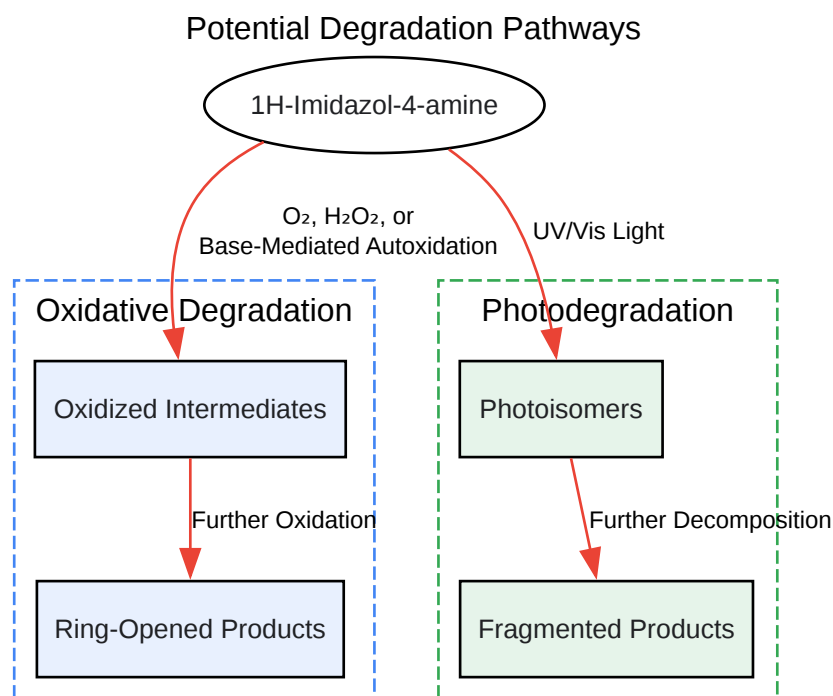 Potential Degradation Pathways
1H-Imidazol-4-amine
O₂, H₂O₂, or
Base-Mediated Autoxidation
UV/Vis Light
Oxidative Degradation
Photodegradation
Oxidized Intermediates
Photoisomers
Further Oxidation
Further Decomposition
Ring-Opened Products
Fragmented Products